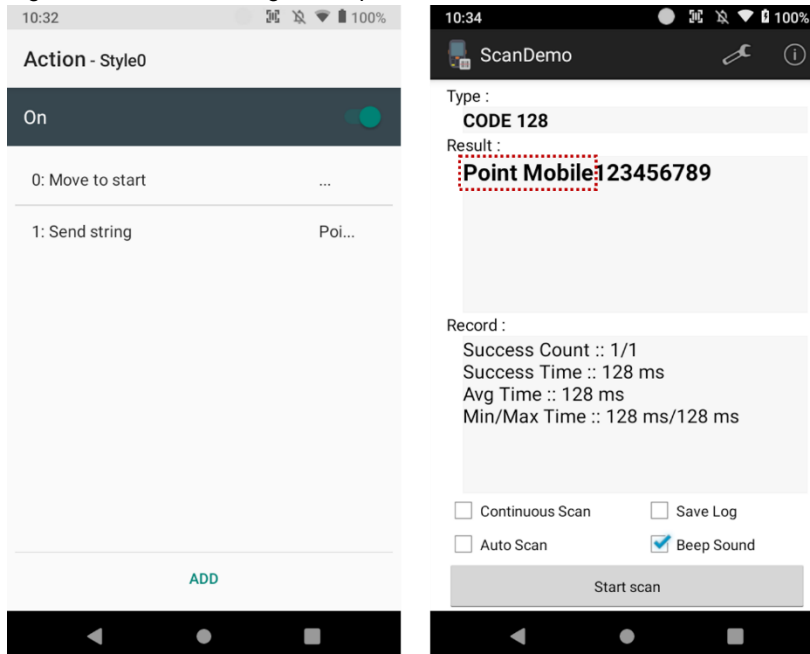 10:32
100%
Action - Style0
On
0: Move to start
...
1: Send string
Poi...
ADD
10:34
100%
ScanDemo
Type :
CODE 128
Result :
Point Mobile123456789
Record :
Success Count :: 1/1
Success Time :: 128 ms
Avg Time :: 128 ms
Min/Max Time :: 128 ms/128 ms
Continuous Scan
Save Log
Auto Scan
Beep Sound
Start scan